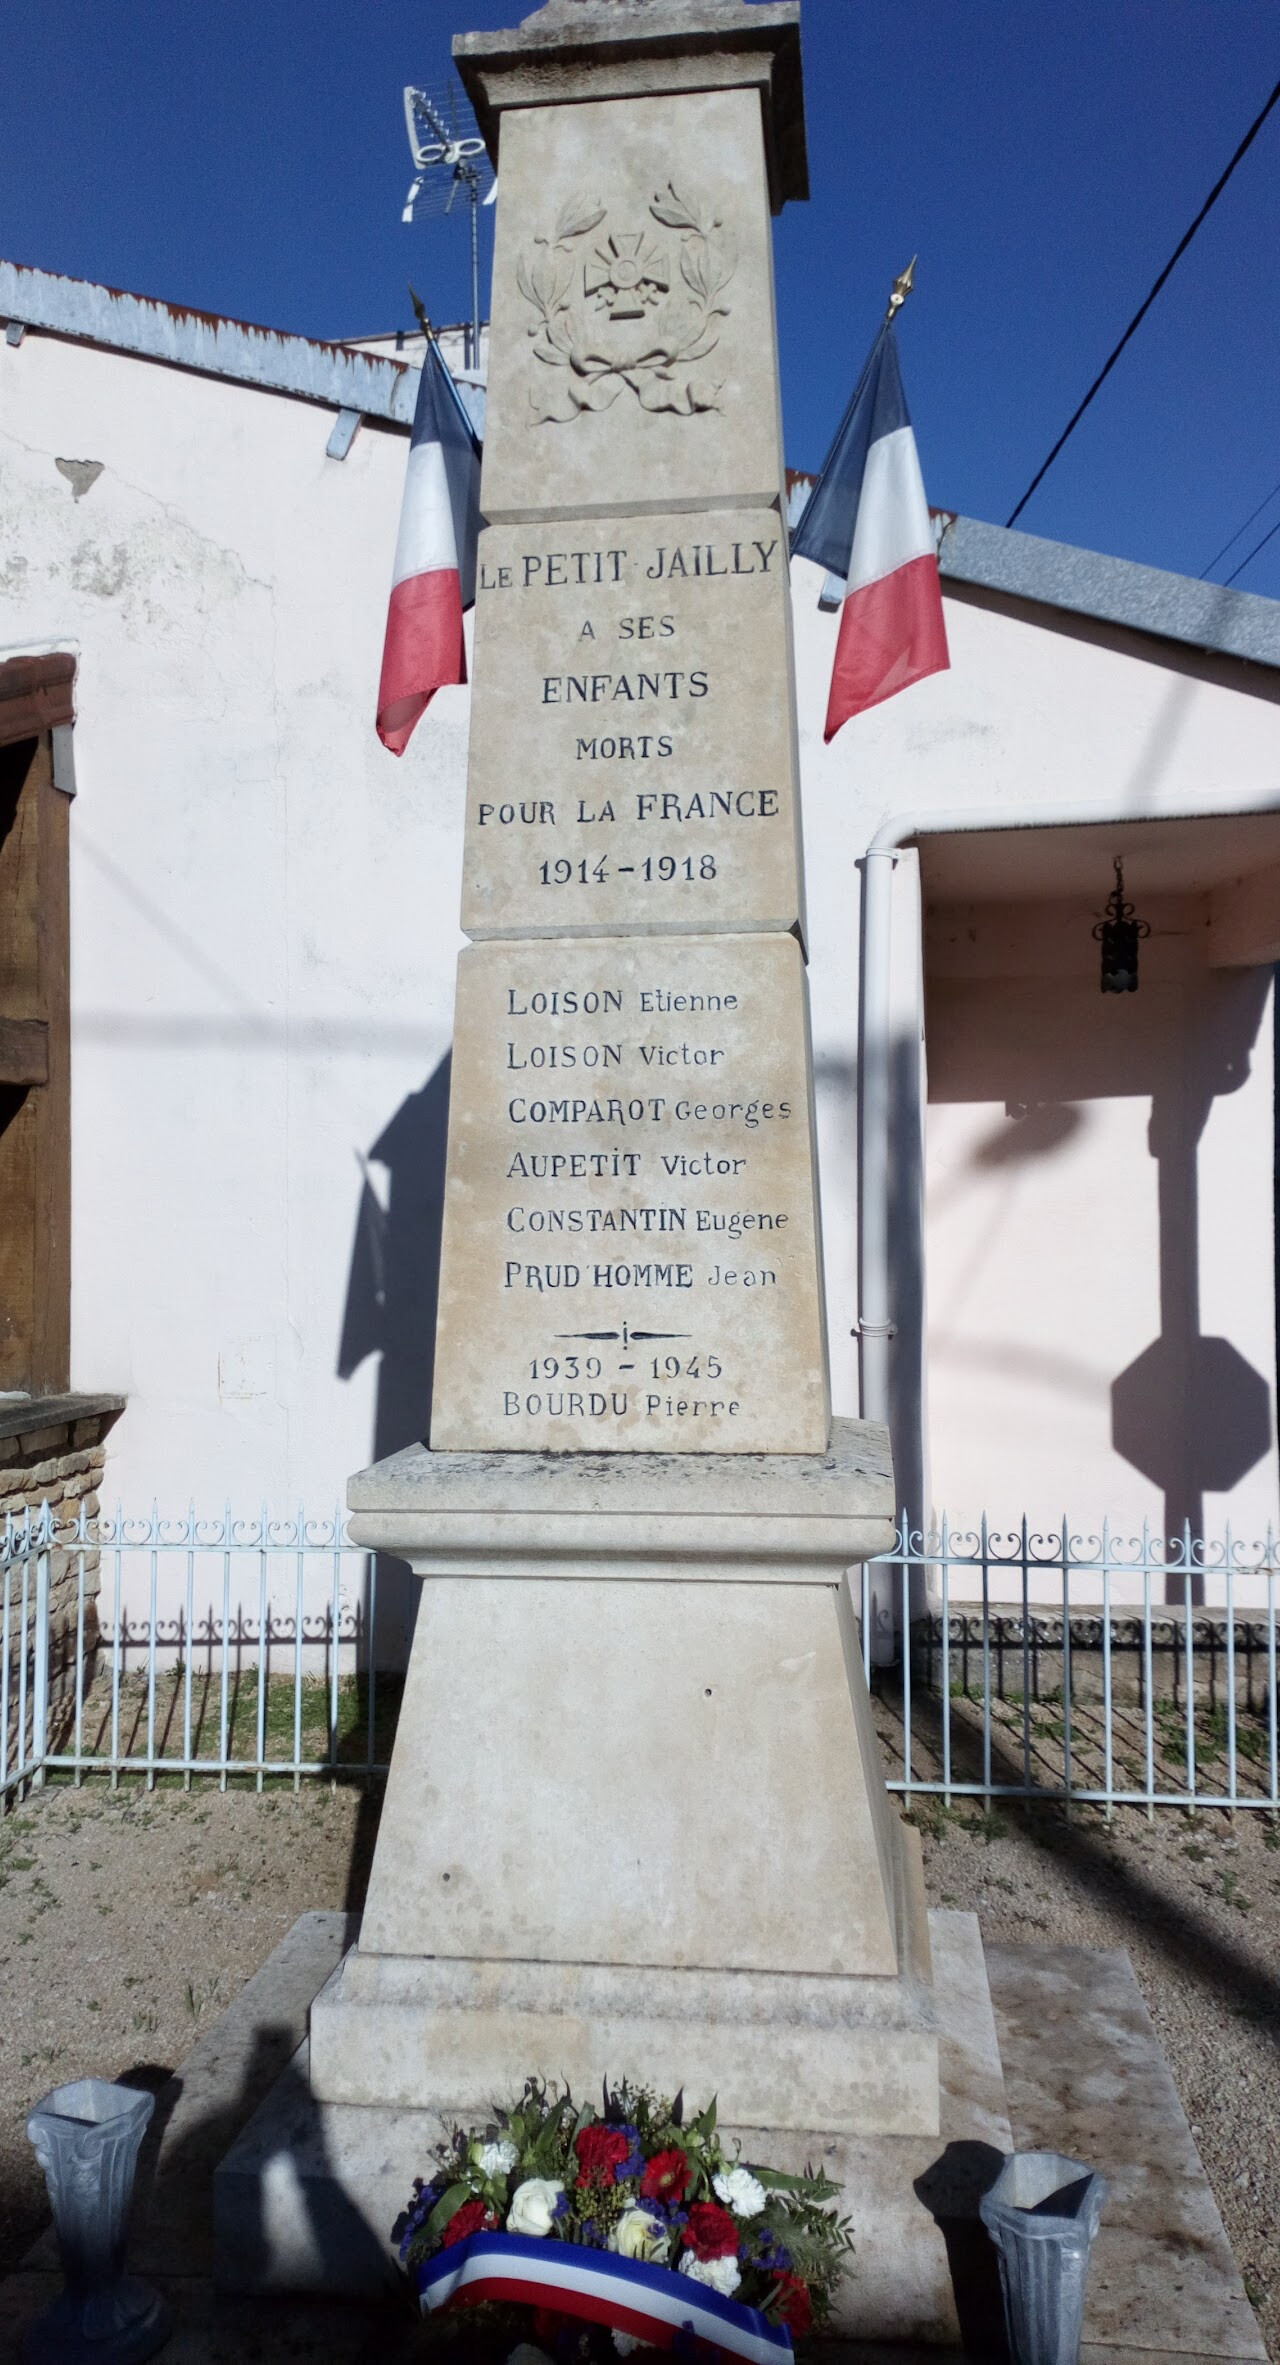 LE PETIT JAILLY
A SES
ENFANTS
MORTS
POUR LA FRANCE
1914-1918
LOISON Etienne
LOISON Victor
COMPAROT Georges
AUPETIT Victor
CONSTANTIN Eugène
PRUD'HOMME Jean
1939 - 1945
BOURDU Pierre